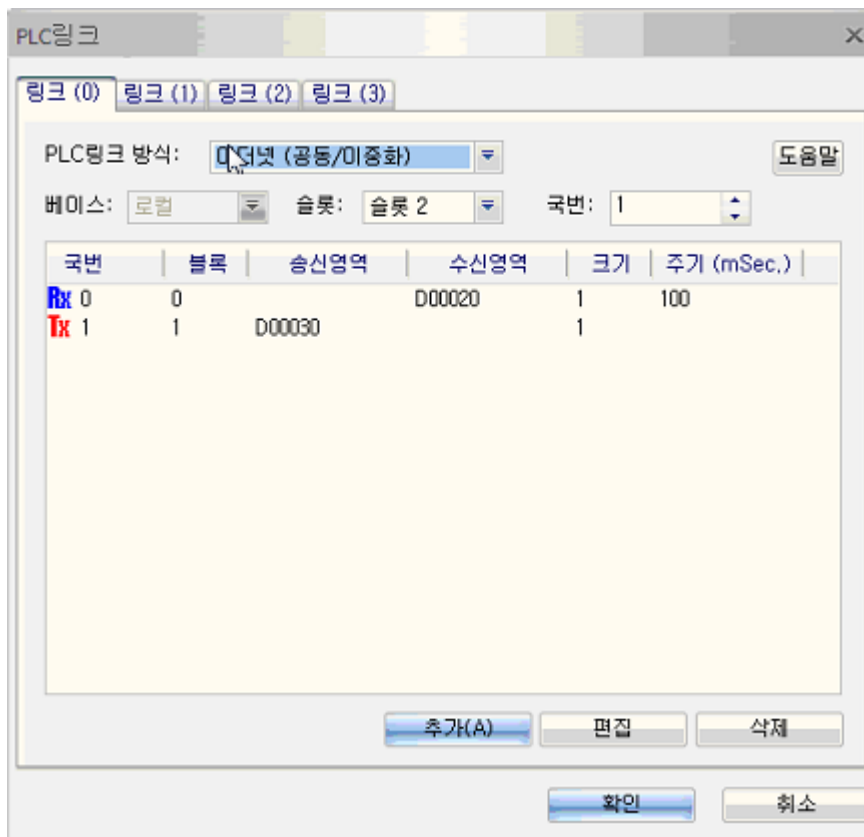 PLC링크
링크 (0) 링크 (1) 링크 (2) 링크 (3)
PLC링크 방식: 이더넷 (공동/이중화) 도움말
베이스: 로컬 슬롯: 슬롯 2 국번: 1
국번 블록 송신영역 수신영역 크기 주기 (mSec,)
Rx 0 0 D00020 1 100
Tx 1 1 D00030 1
추가(A) 편집 삭제
확인 취소